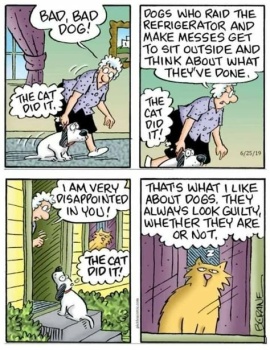 BAD, BAD
DOG!
THE CAT
DID IT.
DOGS WHO RAID THE
REFRIGERATOR AND
MAKE MESSES GET
TO SIT OUTSIDE AND
THINK ABOUT WHAT
THEY'VE DONE.
THE
CAT
DID
IT!
6/25/19
I AM VERY
DISAPPOINTED
IN YOU!
THE CAT
DID IT!
THAT'S WHAT I LIKE
ABOUT DOGS. THEY
ALWAYS LOOK GUILTY,
WHETHER THEY ARE
OR NOT.